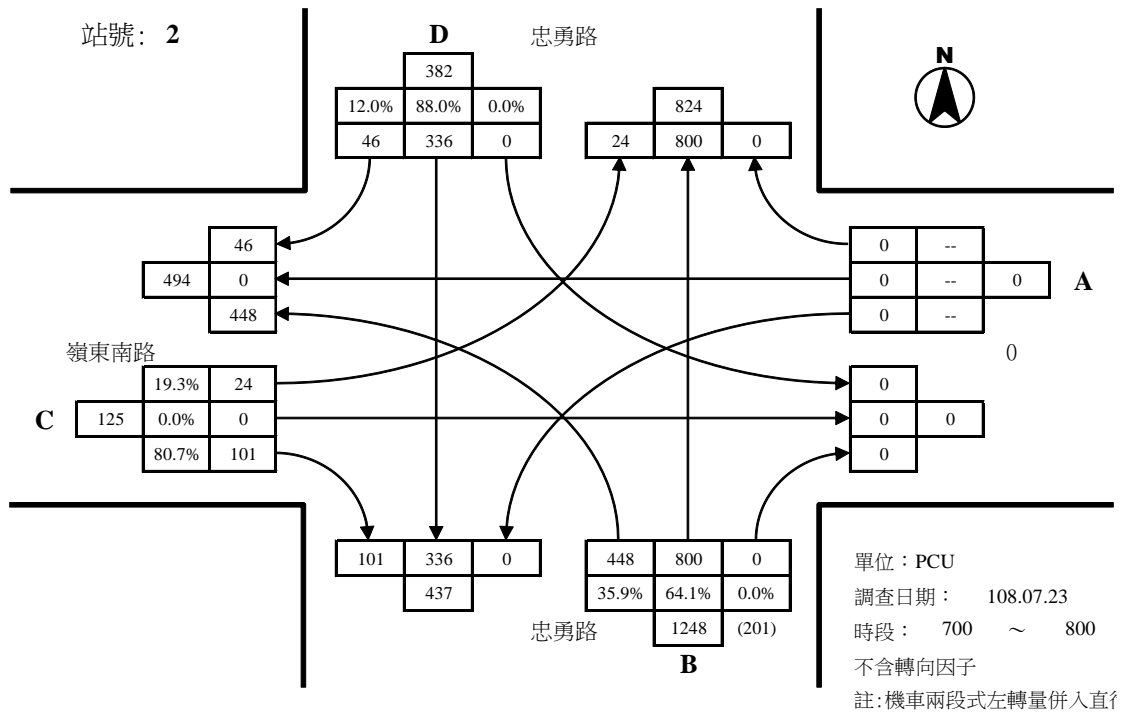 站號: 2
D
忠勇路
N
382
12.0% 88.0% 0.0%
46 336 0
824
24 800 0
46
494 0
448
0 --
0 -- 0
0 --
A
0
嶺東南路
19.3% 24
C
125 0.0% 0
80.7% 101
0
0 0
0
101 336 0
437
448 800 0
35.9% 64.1% 0.0%
1248 (201)
忠勇路
B
單位：PCU
調查日期： 108.07.23
時段： 700 ～ 800
不含轉向因子
註:機車兩段式左轉量併入直